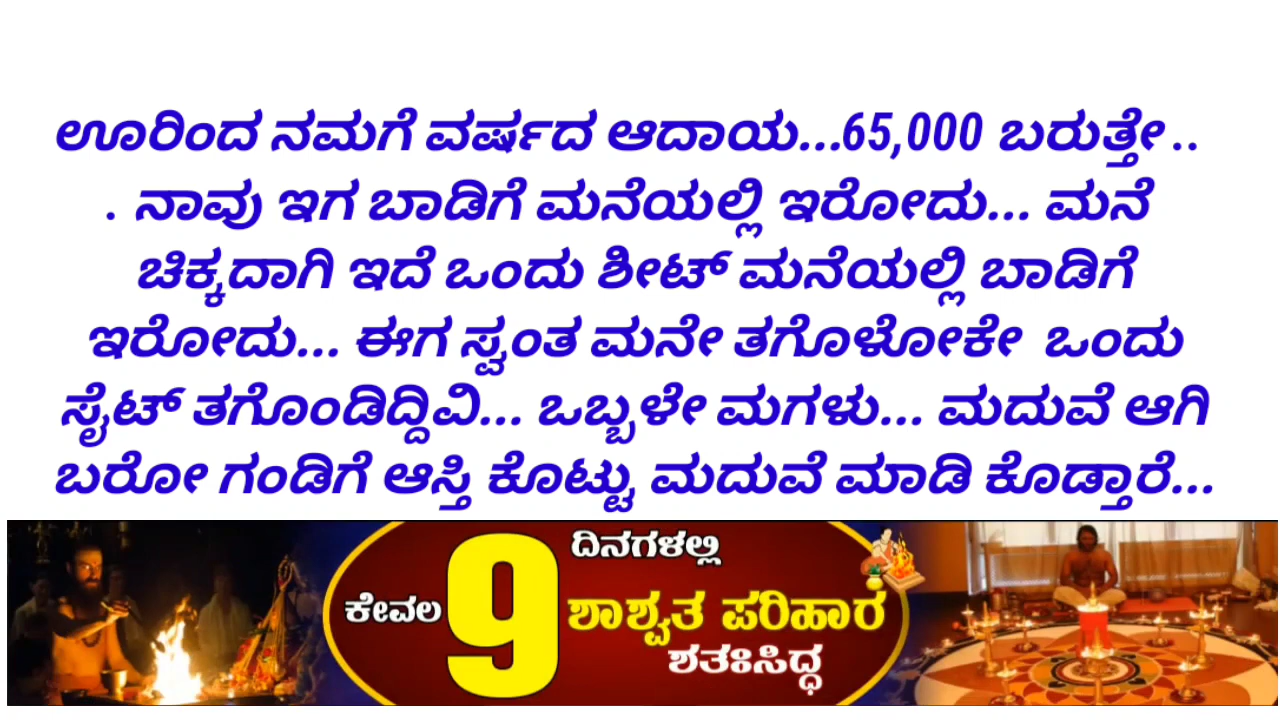 ಊರಿಂದ ನಮಗೆ ವರ್ಷದ ಆದಾಯ...65,000 ಬರುತ್ತೇ ..
. ನಾವು ಇಗ ಬಾಡಿಗೆ ಮನೆಯಲ್ಲಿ ಇರೋದು... ಮನೆ
ಚಿಕ್ಕದಾಗಿ ಇದೆ ಒಂದು ಶೀಟ್ ಮನೆಯಲ್ಲಿ ಬಾಡಿಗೆ
ಇರೋದು... ಈಗ ಸ್ವಂತ ಮನೇ ತಗೊಳೋಕೇ ಒಂದು
ಸೈಟ್ ತಗೊಂಡಿದ್ದಿವಿ... ಒಬ್ಬಳೇ ಮಗಳು... ಮದುವೆ ಆಗಿ
ಬರೋ ಗಂಡಿಗೆ ಆಸ್ತಿ ಕೊಟ್ಟು ಮದುವೆ ಮಾಡಿ ಕೊಡ್ತಾರೆ...
ಕೇವಲ 9 ದಿನಗಳಲ್ಲಿ
ಶಾಶ್ವತ ಪರಿಹಾರ
ಶತಃಸಿದ್ಧ